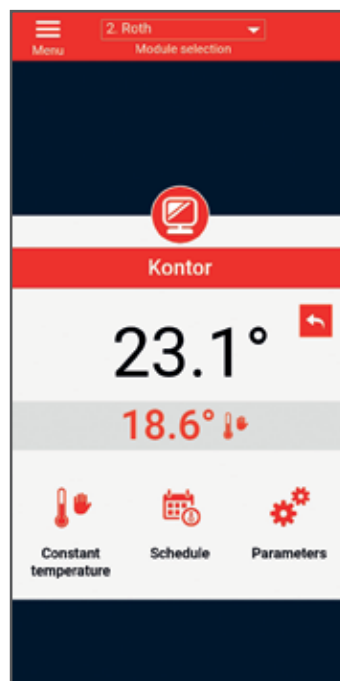 2. Roth
Menu
Module selection
Kontor
23.1°
18.6°
Constant
temperature
Schedule
Parameters